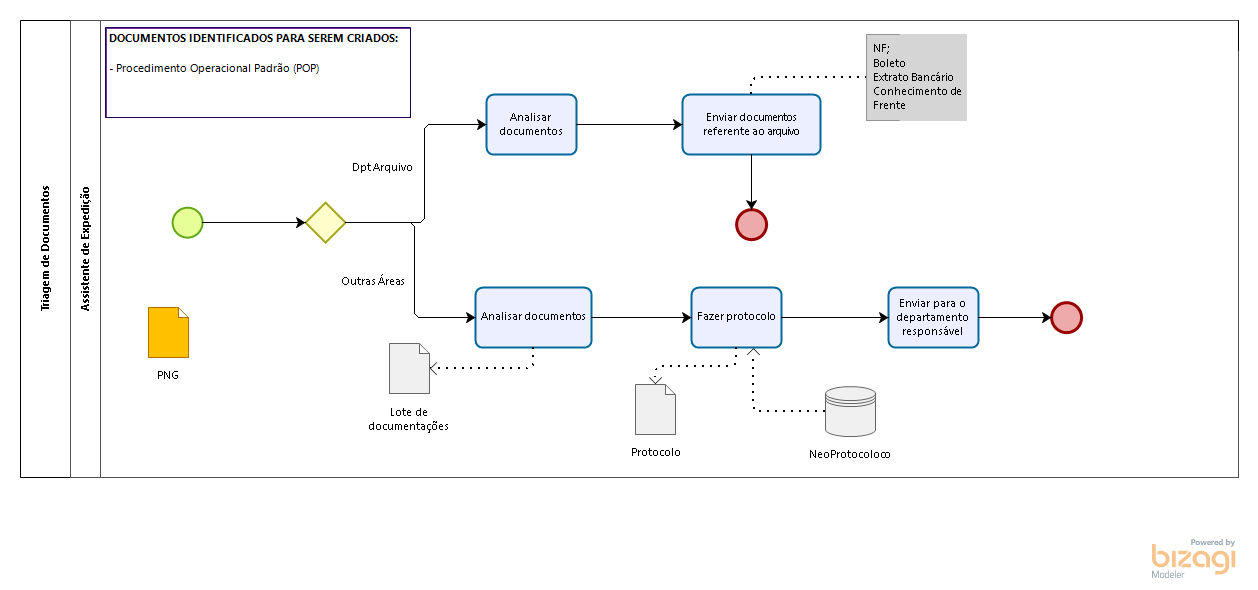 DOCUMENTOS IDENTIFICADOS PARA SEREM CRIADOS:
- Procedimento Operacional Padrão (POP)
Triagem de Documentos
Assistente de Expedição
NF;
Boleto
Extrato Bancário
Conhecimento de
Frente
Analisar
documentos
Enviar documentos
referente ao arquivo
Dpt Arquivo
Outras Áreas
Analisar documentos
Fazer protocolo
Enviar para o
departamento
responsável
PNG
Lote de
documentações
Protocolo
NeoProtocoloco
Powered by
bizagi
Modeler